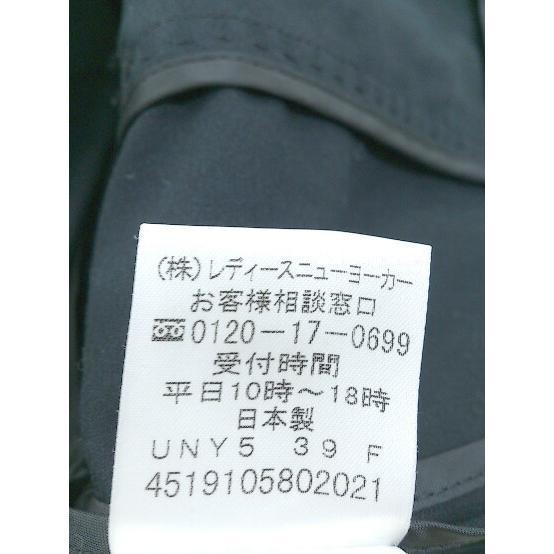 (株)レディースニューヨーカー
お客様相談窓口
0120-17-0699
受付時間
平日10時～18時
日本製
UNY5 39 F
4519105802021